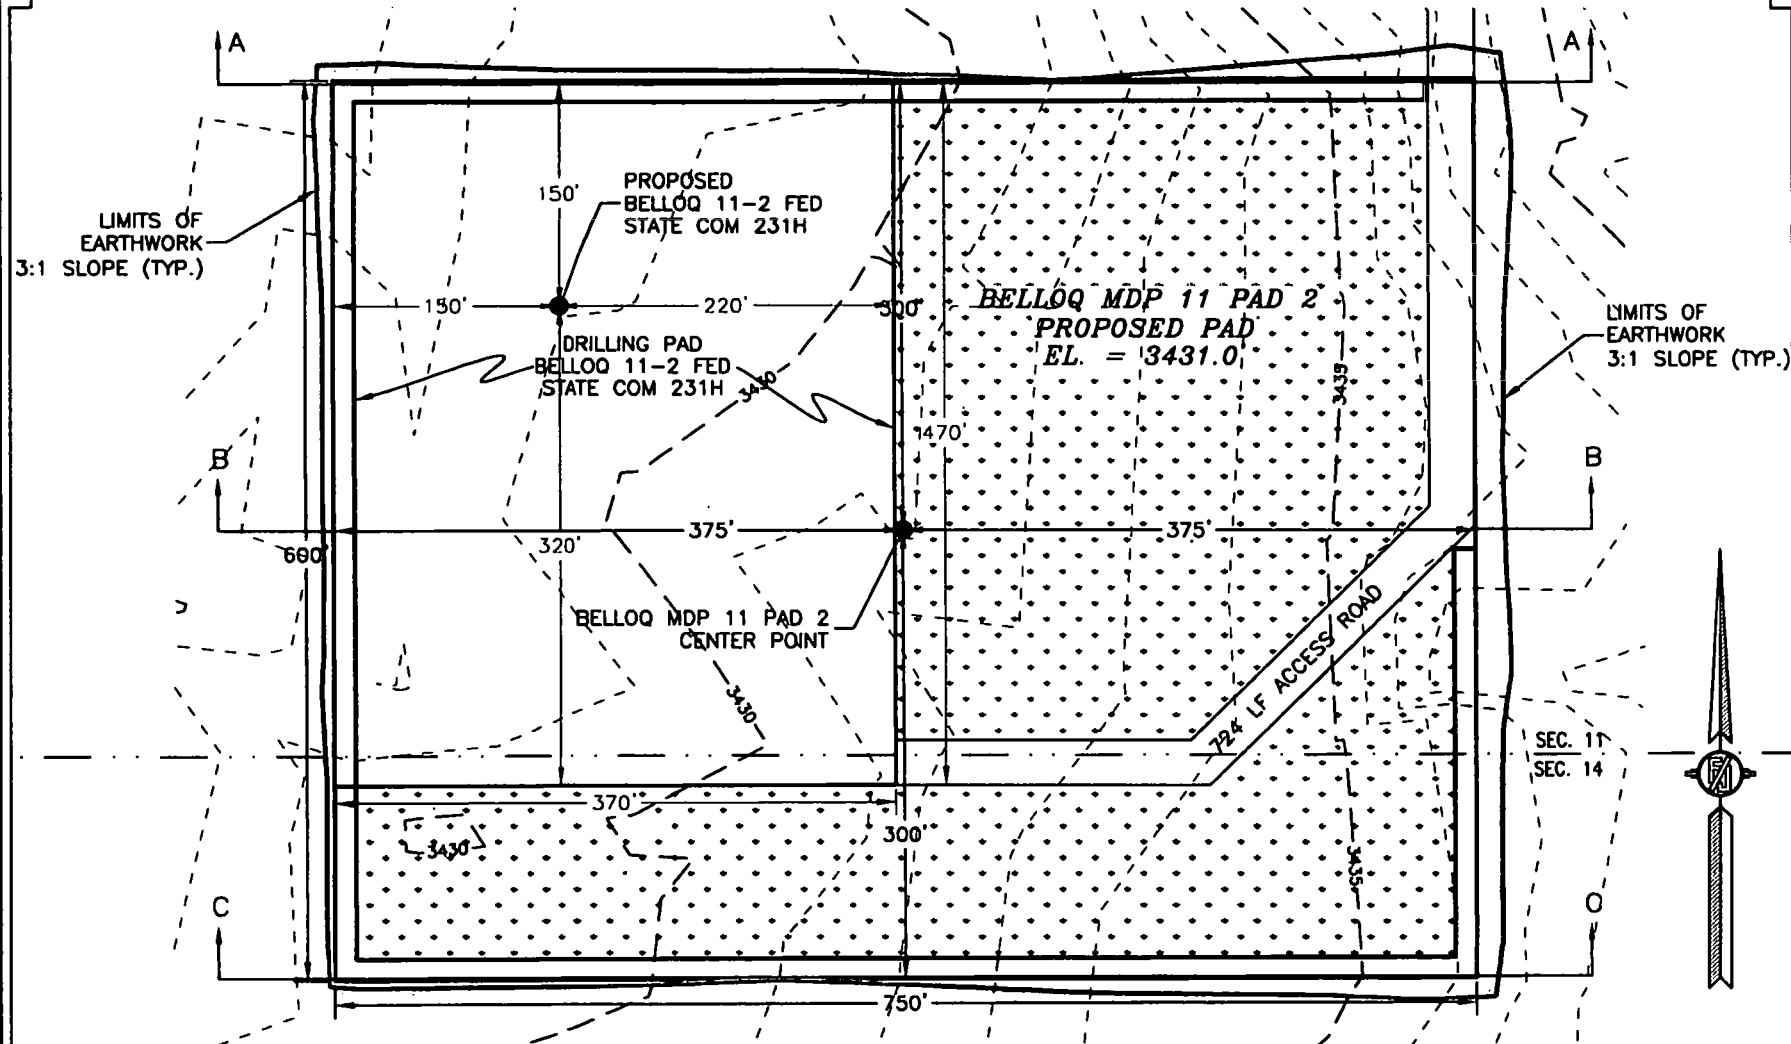 A
A
PROPOSED
BELLOQ 11-2 FED
STATE COM 231H
150'
LIMITS OF
EARTHWORK
3:1 SLOPE (TYP.)
150'
220'
300'
BELLOQ MDP 11 PAD 2
PROPOSED PAD
EL. = 3431.0
LIMITS OF
EARTHWORK
3:1 SLOPE (TYP.)
DRILLING PAD
BELLOQ 11-2 FED
STATE COM 231H
3430
3435
470'
B
B
375'
375'
600'
320'
BELLOQ MDP 11 PAD 2
CENTER POINT
724 LF ACCESS ROAD
3430
SEC. 11
SEC. 14
370'
300'
3430
3435
C
C
750'